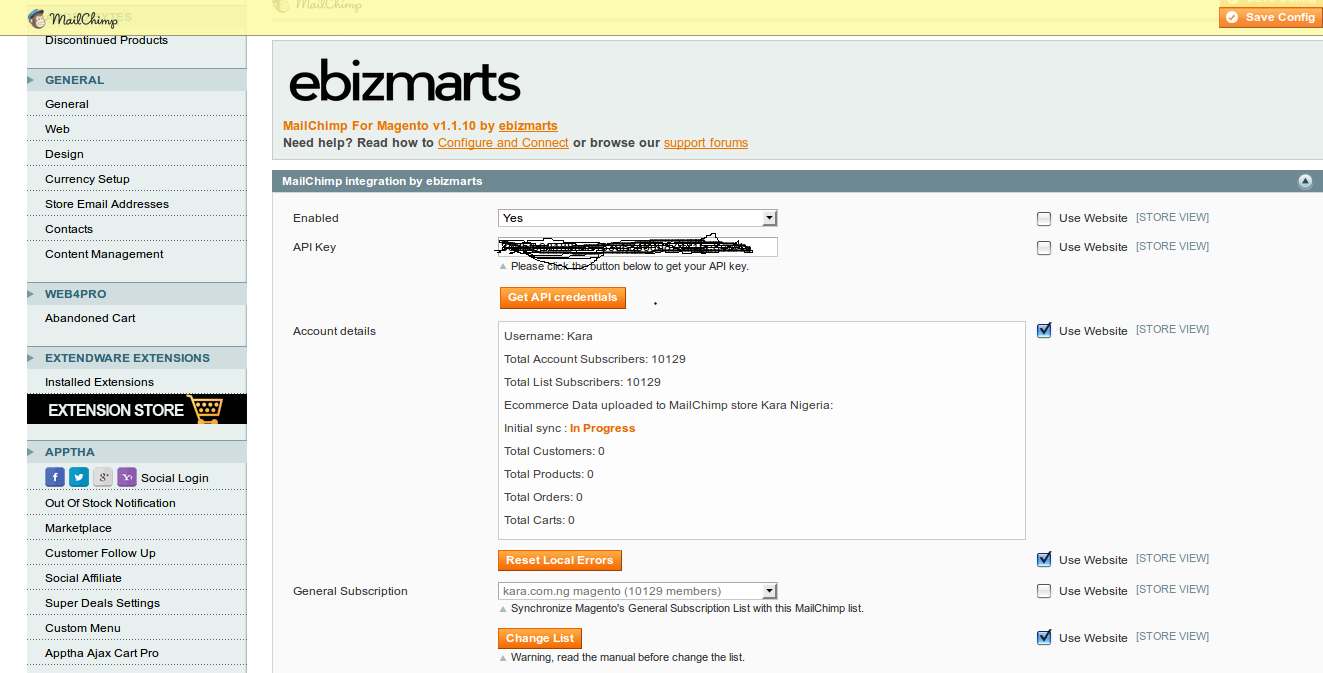 MailChimp
MailChimp
Save Config
Discontinued Products
GENERAL
General
Web
Design
Currency Setup
Store Email Addresses
Contacts
Content Management
WEB4PRO
Abandoned Cart
EXTENDWARE EXTENSIONS
Installed Extensions
EXTENSION STORE
APPTHA
f g+ Y! Social Login
Out Of Stock Notification
Marketplace
Customer Follow Up
Social Affiliate
Super Deals Settings
Custom Menu
Apptha Ajax Cart Pro
ebizmarts
MailChimp For Magento v1.1.10 by ebizmarts
Need help? Read how to Configure and Connect or browse our support forums
MailChimp integration by ebizmarts
Enabled Yes Use Website [STORE VIEW]
API Key Use Website [STORE VIEW]
Please click the button below to get your API key.
Get API credentials
Account details Use Website [STORE VIEW]
Username: Kara
Total Account Subscribers: 10129
Total List Subscribers: 10129
Ecommerce Data uploaded to MailChimp store Kara Nigeria:
Initial sync : In Progress
Total Customers: 0
Total Products: 0
Total Orders: 0
Total Carts: 0
Reset Local Errors Use Website [STORE VIEW]
General Subscription kara.com.ng magento (10129 members) Use Website [STORE VIEW]
Synchronize Magento's General Subscription List with this MailChimp list.
Change List Use Website [STORE VIEW]
Warning, read the manual before change the list.